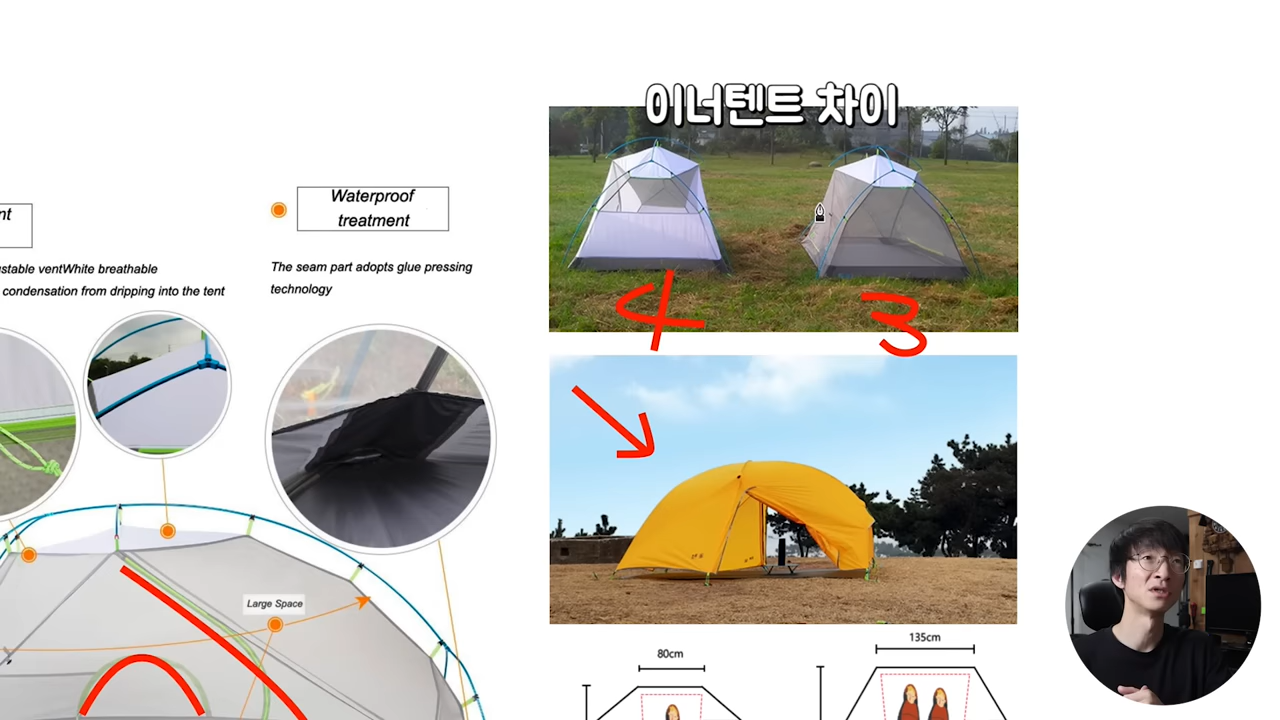 nt
Waterproof
treatment
stable ventWhite breathable
condensation from dripping into the tent
The seam part adopts glue pressing
technology
Large Space
이너텐트 차이
4
3
80cm
135cm